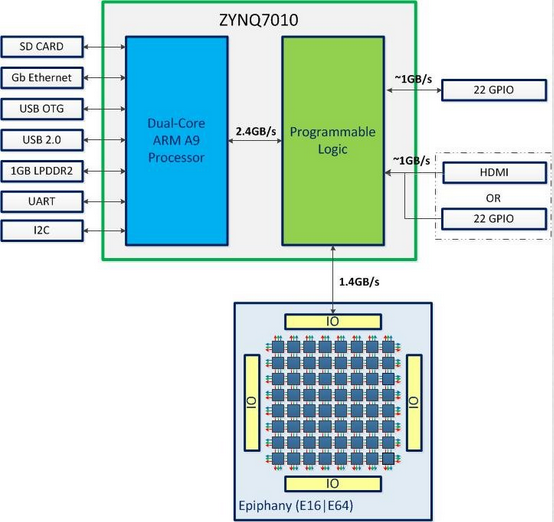 ZYNQ7010
SD CARD
Gb Ethernet
USB OTG
USB 2.0
1GB LPDDR2
UART
I2C
Dual-Core
ARM A9
Processor
2.4GB/s
Programmable
Logic
~1GB/s
22 GPIO
~1GB/s
HDMI
OR
22 GPIO
1.4GB/s
IO
IO
IO
IO
Epiphany (E16|E64)